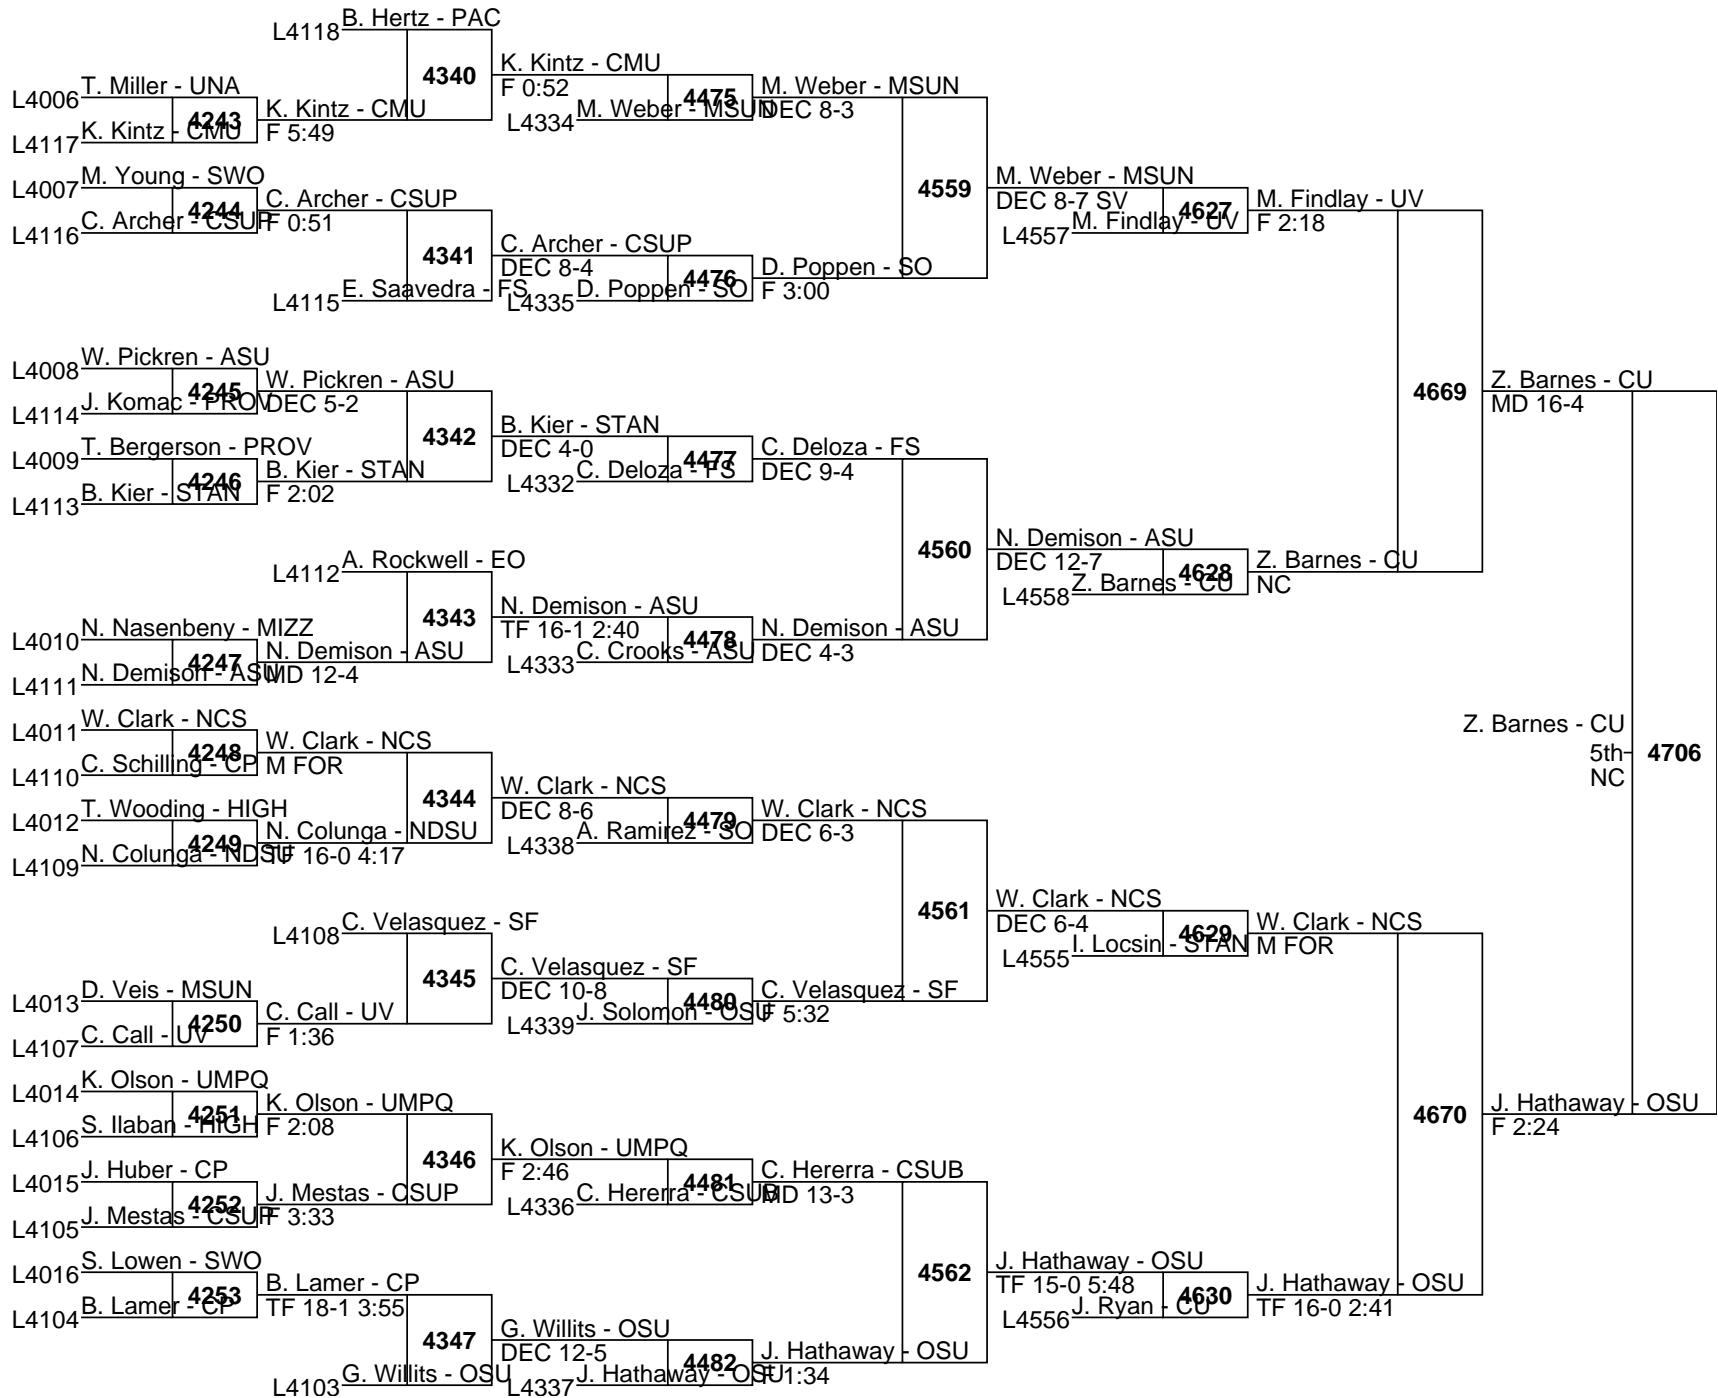 L4118 B. Hertz - PAC
4340
K. Kintz - CMU
F 0:52
L4006 T. Miller - UNA
4243
L4117 K. Kintz - CMU
K. Kintz - CMU
F 5:49
4475
L4334 M. Weber - MSUN
M. Weber - MSUN
DEC 8-3
L4007 M. Young - SWO
4244
L4116 C. Archer - CSUP
C. Archer - CSUP
F 0:51
4341
L4115 E. Saavedra - FS
C. Archer - CSUP
DEC 8-4
4476
L4335 D. Poppen - SO
D. Poppen - SO
F 3:00
4559
M. Weber - MSUN
DEC 8-7 SV
4627
L4557 M. Findlay - UV
M. Findlay - UV
F 2:18
L4008 W. Pickren - ASU
4245
L4114 J. Komac - PROV
W. Pickren - ASU
DEC 5-2
4342
L4009 T. Bergerson - PROV
4246
L4113 B. Kier - STAN
B. Kier - STAN
F 2:02
B. Kier - STAN
DEC 4-0
4477
L4332 C. Deloza - FS
C. Deloza - FS
DEC 9-4
4669
Z. Barnes - CU
MD 16-4
L4112 A. Rockwell - EO
4343
L4010 N. Nasenbeny - MIZZ
4247
L4111 N. Demison - ASU
N. Demison - ASU
MD 12-4
N. Demison - ASU
TF 16-1 2:40
4478
L4333 C. Crooks - ASU
N. Demison - ASU
DEC 4-3
4560
N. Demison - ASU
DEC 12-7
4628
L4558 Z. Barnes - CU
Z. Barnes - CU
NC
L4011 W. Clark - NCS
4248
L4110 C. Schilling - CP
W. Clark - NCS
M FOR
4344
L4012 T. Wooding - HIGH
4249
L4109 N. Colunga - NDSU
N. Colunga - NDSU
TF 16-0 4:17
W. Clark - NCS
DEC 8-6
4479
L4338 A. Ramirez - SO
W. Clark - NCS
DEC 6-3
Z. Barnes - CU
5th
NC
4706
L4108 C. Velasquez - SF
4345
L4013 D. Veis - MSUN
4250
L4107 C. Call - UV
C. Call - UV
F 1:36
C. Velasquez - SF
DEC 10-8
4480
L4339 J. Solomon - OSU
C. Velasquez - SF
F 5:32
4561
W. Clark - NCS
DEC 6-4
4629
L4555 I. Locsin - STAN
W. Clark - NCS
M FOR
L4014 K. Olson - UMPQ
4251
L4106 S. Ilaban - HIGH
K. Olson - UMPQ
F 2:08
4346
L4015 J. Huber - CP
4252
L4105 J. Mestas - CSUP
J. Mestas - CSUP
F 3:33
K. Olson - UMPQ
F 2:46
4481
L4336 C. Hererra - CSUB
C. Hererra - CSUB
MD 13-3
4670
J. Hathaway - OSU
F 2:24
L4016 S. Lowen - SWO
4253
L4104 B. Lamer - CP
B. Lamer - CP
TF 18-1 3:55
4347
L4103 G. Willits - OSU
G. Willits - OSU
DEC 12-5
4482
L4337 J. Hathaway - OSU
J. Hathaway - OSU
F 1:34
4562
J. Hathaway - OSU
TF 15-0 5:48
4630
L4556 J. Ryan - CU
J. Hathaway - OSU
TF 16-0 2:41